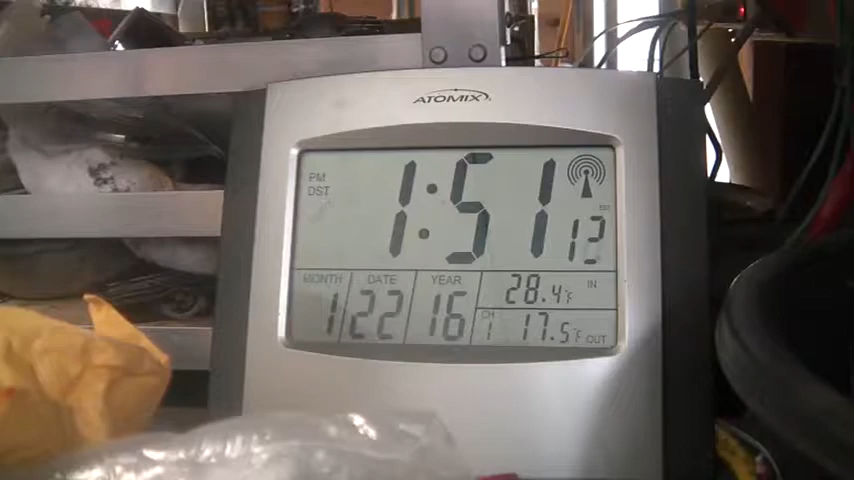 ATOMIX
PM
DST
1:51 12
EST
MONTH DATE YEAR
1 22 16
28.4°F IN
CH 1 17.5°F OUT